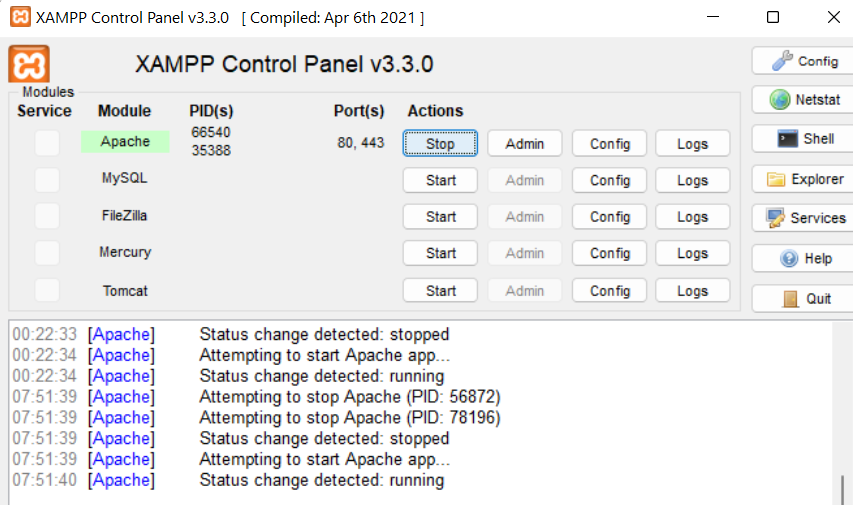 XAMPP Control Panel v3.3.0 [ Compiled: Apr 6th 2021 ]
XAMPP Control Panel v3.3.0
Config
Modules
Service Module PID(s) Port(s) Actions
Netstat
Apache 66540 35388 80, 443 Stop Admin Config Logs
Shell
MySQL Start Admin Config Logs
Explorer
FileZilla Start Admin Config Logs
Services
Mercury Start Admin Config Logs
Help
Tomcat Start Admin Config Logs
Quit
00:22:33 [Apache] Status change detected: stopped
00:22:34 [Apache] Attempting to start Apache app...
00:22:34 [Apache] Status change detected: running
07:51:39 [Apache] Attempting to stop Apache (PID: 56872)
07:51:39 [Apache] Attempting to stop Apache (PID: 78196)
07:51:39 [Apache] Status change detected: stopped
07:51:39 [Apache] Attempting to start Apache app...
07:51:40 [Apache] Status change detected: running